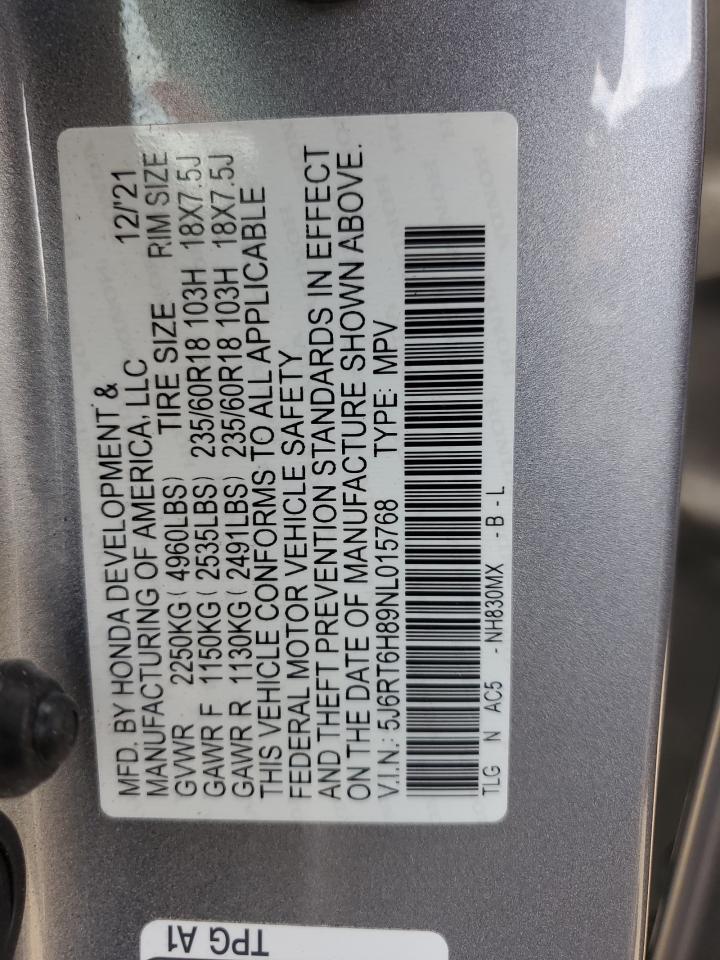 MFD. BY HONDA DEVELOPMENT & 12/'21
MANUFACTURING OF AMERICA, LLC TIRE SIZE RIM SIZE
GVWR 2250KG ( 4960LBS) 235/60R18 103H 18X7.5J
GAWR F 1150KG ( 2535LBS) 235/60R18 103H 18X7.5J
GAWR R 1130KG ( 2491LBS)
THIS VEHICLE CONFORMS TO ALL APPLICABLE
FEDERAL MOTOR VEHICLE SAFETY
AND THEFT PREVENTION STANDARDS IN EFFECT
ON THE DATE OF MANUFACTURE SHOWN ABOVE.
V.I.N.: 5J6RT6H89NL015768 TYPE: MPV
TLG N AC5 - NH830MX - B - L
TPG A1